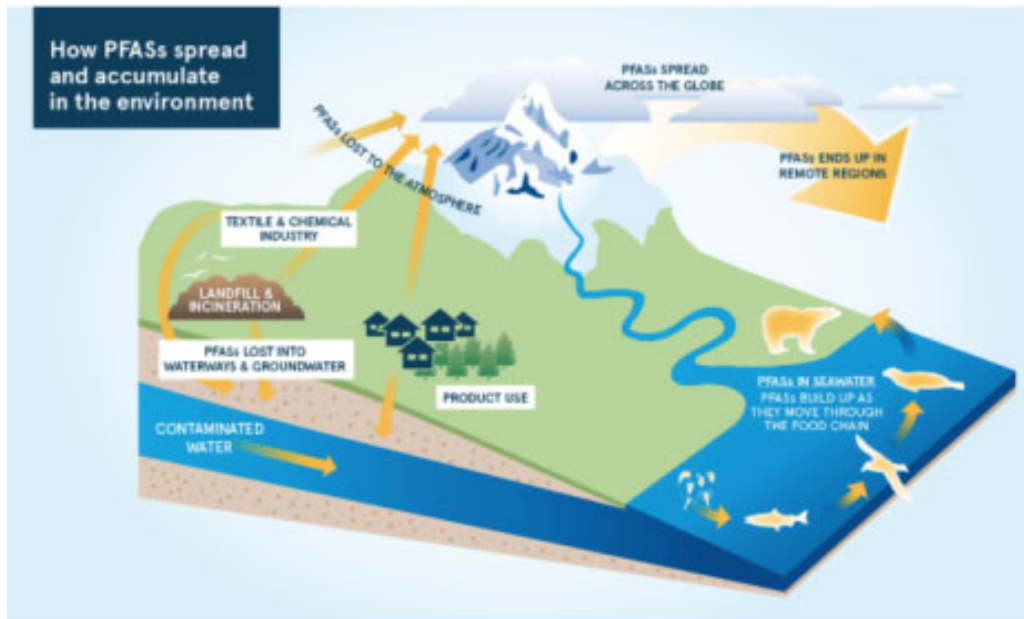 How PFASs spread
and accumulate
in the environment
PFASs SPREAD
ACROSS THE GLOBE
PFASs LOST TO THE ATMOSPHERE
PFASs ENDS UP IN
REMOTE REGIONS
TEXTILE & CHEMICAL
INDUSTRY
LANDFILL &
INCINERATION
PFASs LOST INTO
WATERWAYS & GROUNDWATER
PRODUCT USE
PFASs IN SEAWATER
PFASs BUILD UP AS
THEY MOVE THROUGH
THE FOOD CHAIN
CONTAMINATED
WATER